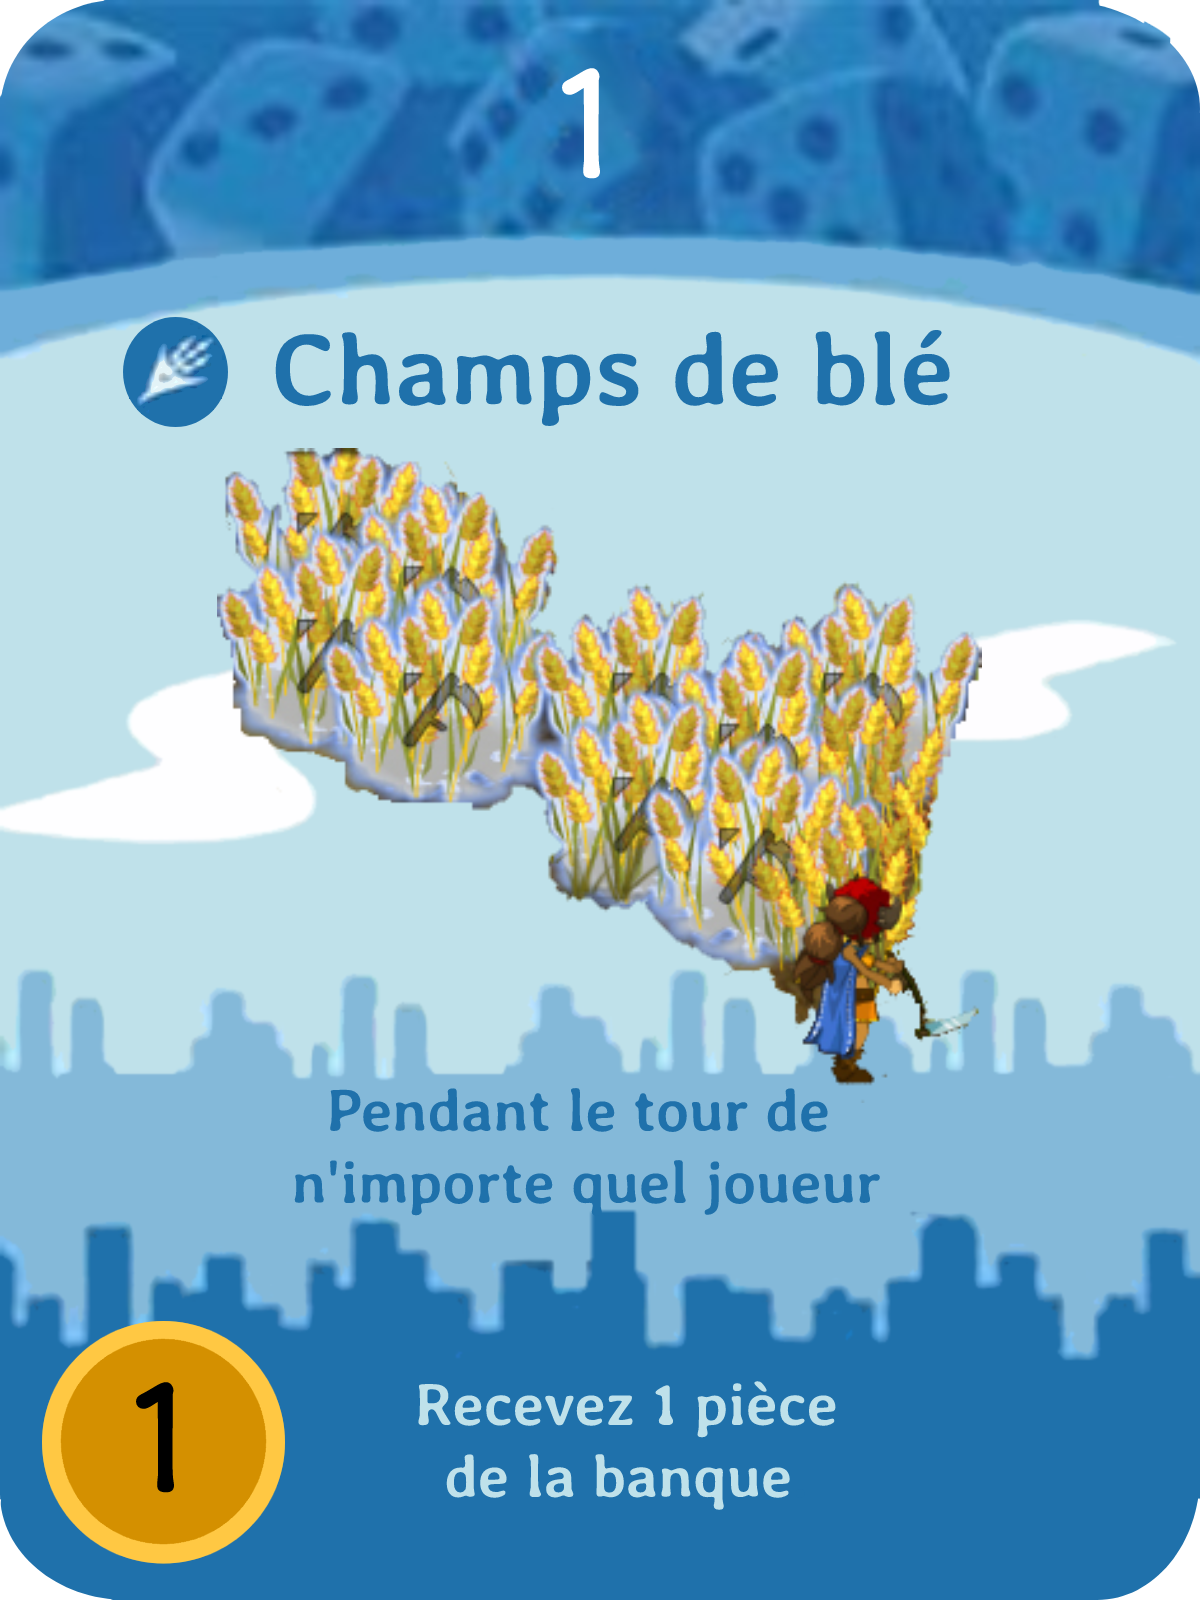 1
Champs de blé
Pendant le tour de
n'importe quel joueur
1
Recevez 1 pièce
de la banque